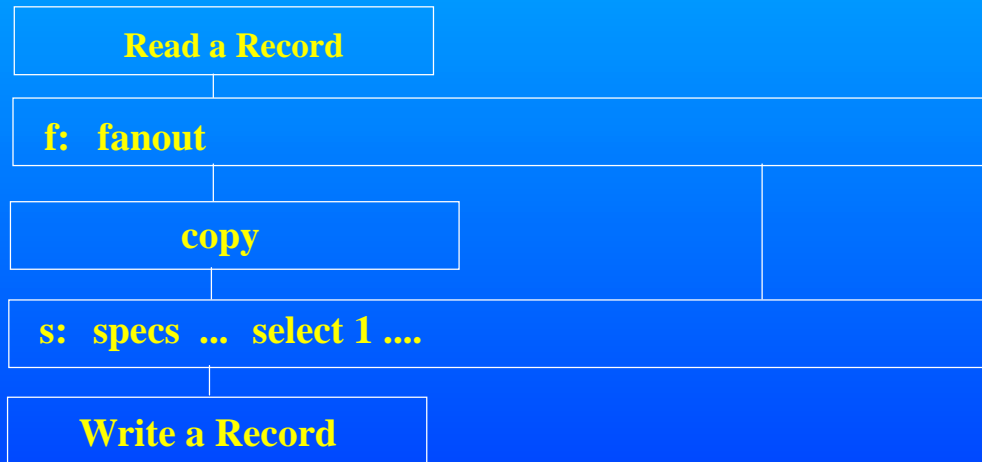 Read a Record
f: fanout
copy
s: specs ... select 1 ....
Write a Record